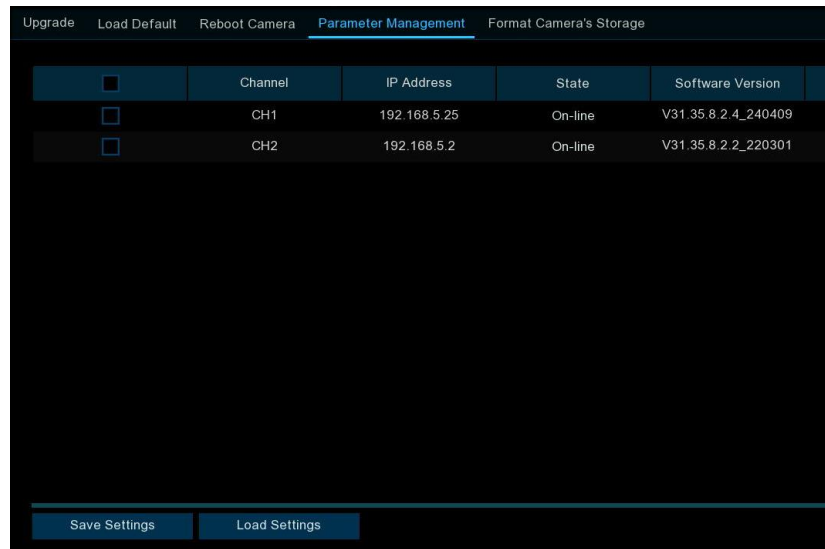 Upgrade Load Default Reboot Camera Parameter Management Format Camera's Storage
Channel IP Address State Software Version
CH1 192.168.5.25 On-line V31.35.8.2.4_240409
CH2 192.168.5.2 On-line V31.35.8.2.2_220301
Save Settings Load Settings